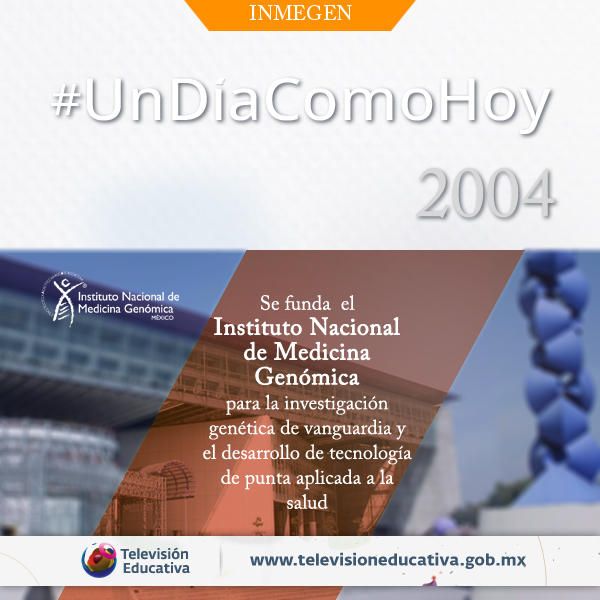 INMEGEN
#UnDíaComoHoy
2004
Instituto Nacional de
Medicina Genómica
MÉXICO
Se funda el
Instituto Nacional
de Medicina
Genómica
para la investigación
genética de vanguardia y
el desarrollo de tecnología
de punta aplicada a la
salud
Televisión
Educativa
www.televisioneducativa.gob.mx